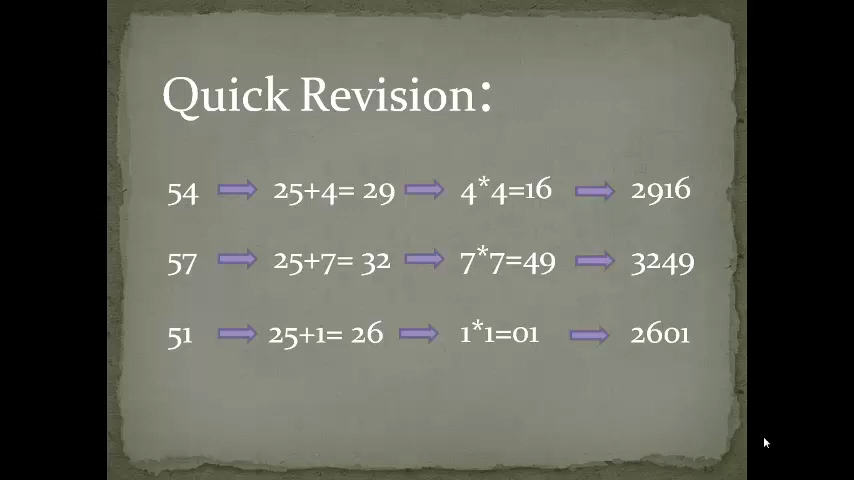 Quick Revision:
54 25+4= 29 4*4=16 2916
57 25+7= 32 7*7=49 3249
51 25+1= 26 1*1=01 2601